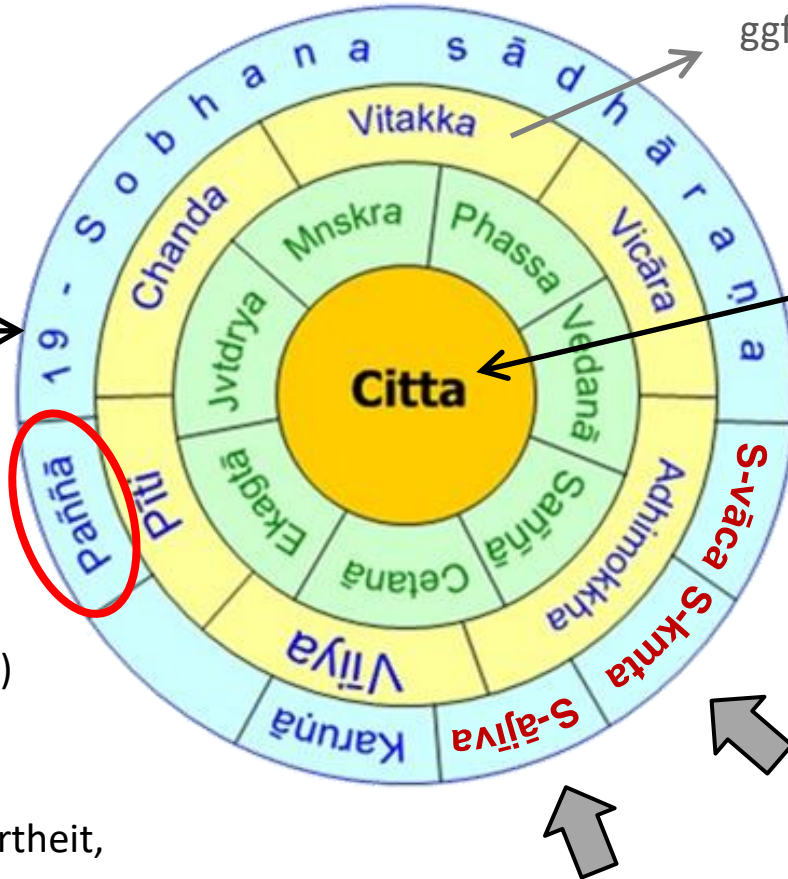 ggf
19 - Sobhana sādhāraṇa
Vitakka
Chanda
Vicāra
Mnskra
Phassa
Jvtdrya
Vedanā
Citta
Paññā
Pīti
Ekagtā
Cetanā
Saññā
Adhimokkha
S-vāca
S-kmta
Vīiya
Karuṇā
S-ājīva
)
rtheit,